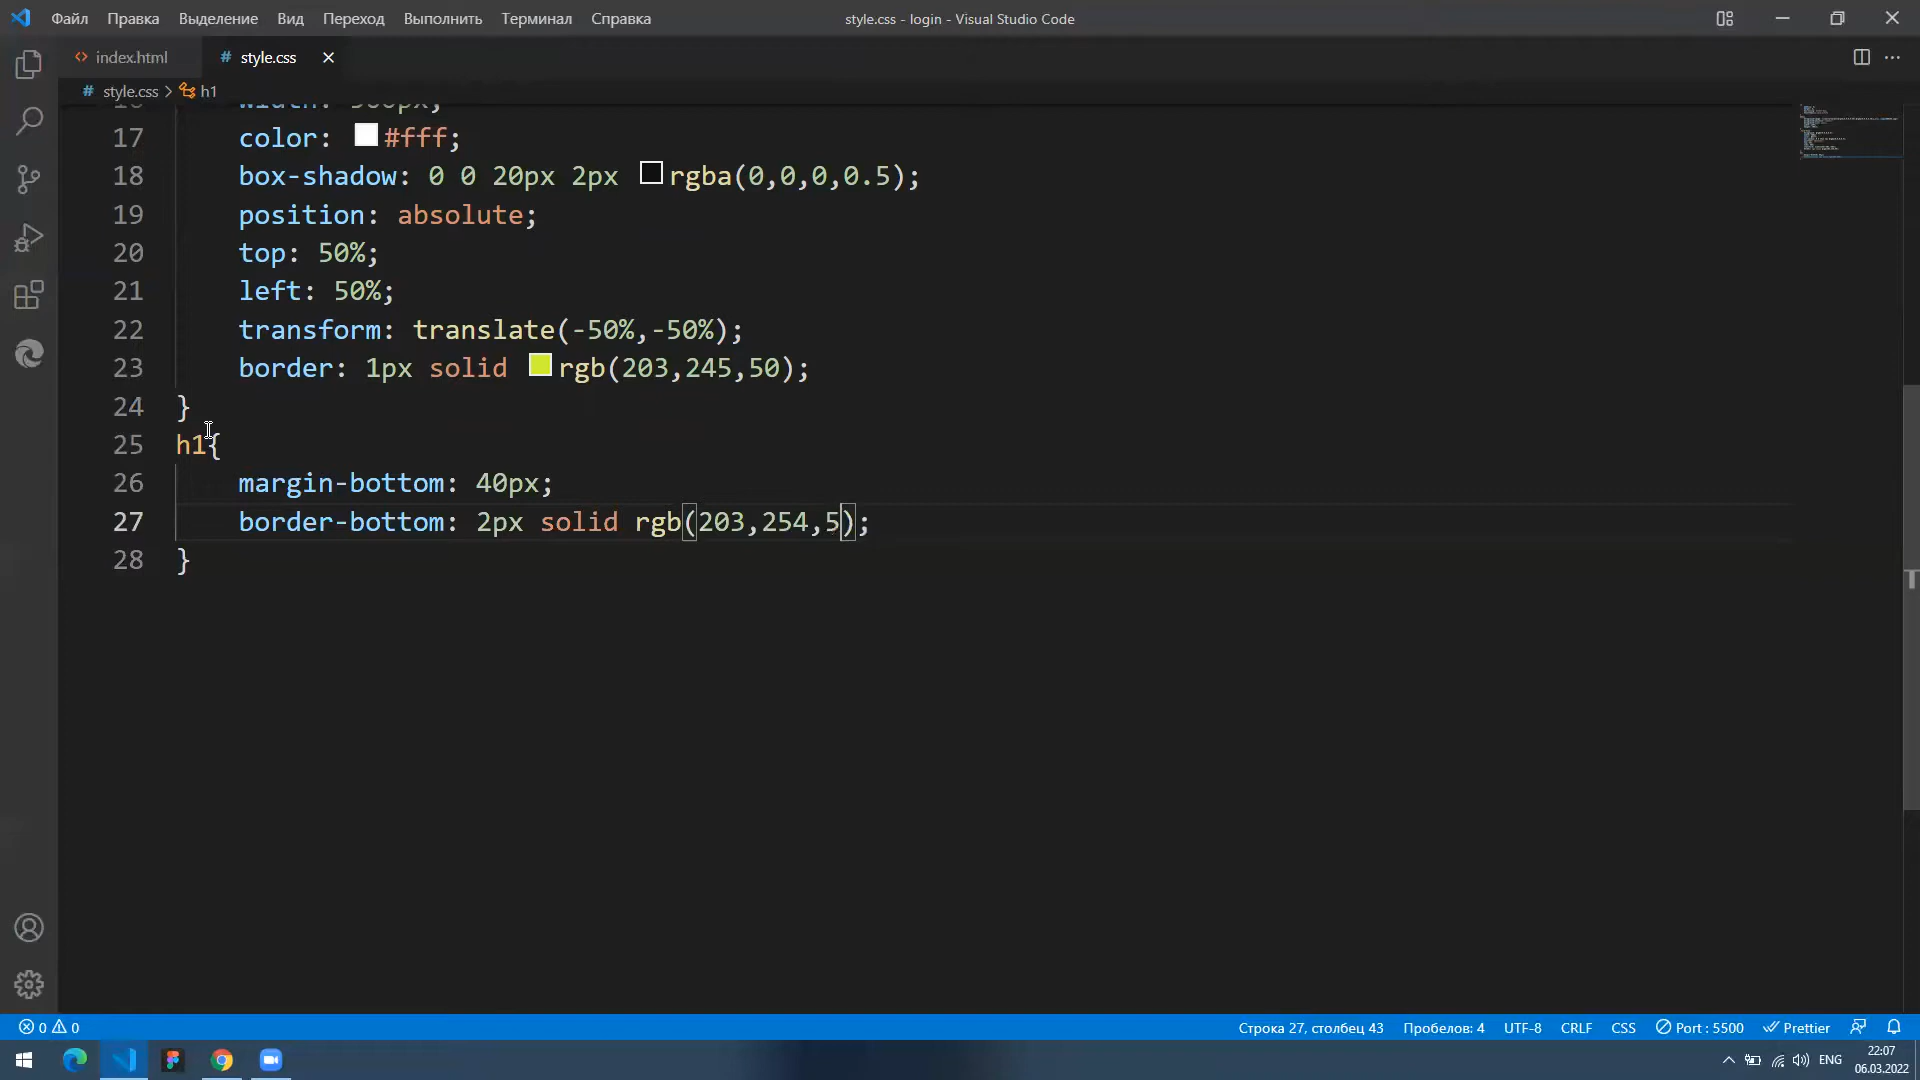 Файл Правка Выделение Вид Переход Выполнить Терминал Справка
style.css - login - Visual Studio Code
index.html
# style.css
# style.css > h1
17 color: #fff;
18 box-shadow: 0 0 20px 2px rgba(0,0,0,0.5);
19 position: absolute;
20 top: 50%;
21 left: 50%;
22 transform: translate(-50%,-50%);
23 border: 1px solid rgb(203,245,50);
24 }
25 h1{
26 margin-bottom: 40px;
27 border-bottom: 2px solid rgb(203,254,5);
28 }
0 0
Строка 27, столбец 43 Пробелов: 4 UTF-8 CRLF CSS Port : 5500 Prettier
ENG
22:07
06.03.2022